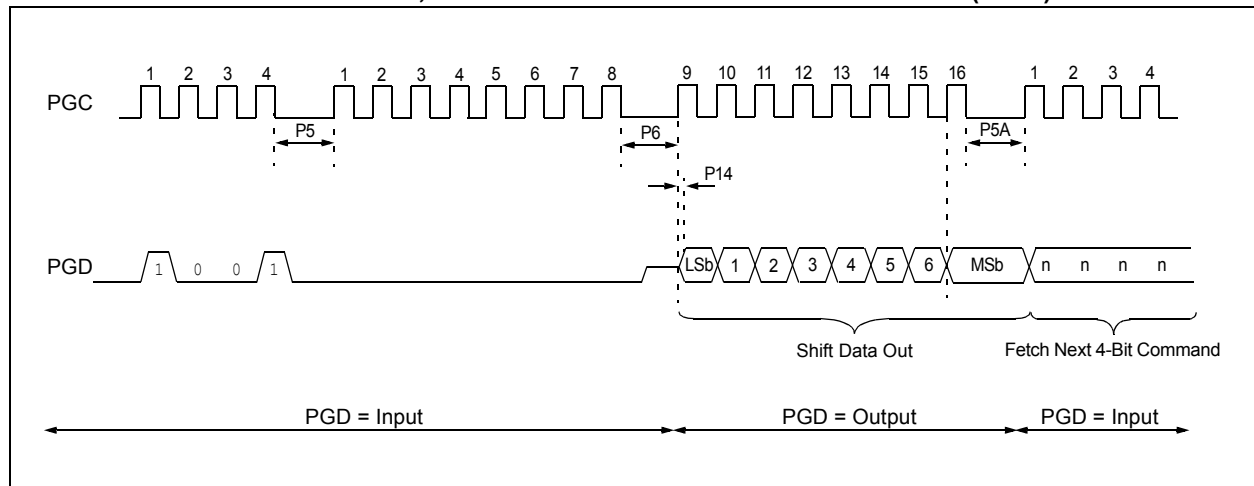 1 2 3 4 1 2 3 4 5 6 7 8 9 10 11 12 13 14 15 16 1 2 3 4
PGC
P5 P6 P5A
P14
PGD 1 0 0 1 LSb 1 2 3 4 5 6 MSb n n n n
Shift Data Out Fetch Next 4-Bit Command
PGD = Input PGD = Output PGD = Input